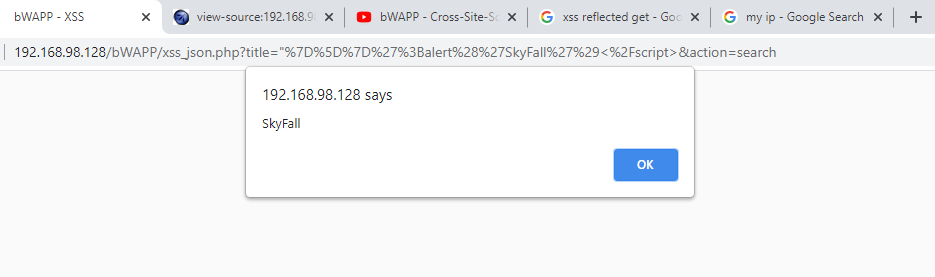 bWAPP - XSS
view-source:192.168.9
bWAPP - Cross-Site-Sc
xss reflected get - Goo
my ip - Google Search
192.168.98.128/bWAPP/xss_json.php?title="%7D%5D%7D%27%3Balert%28%27SkyFall%27%29<%2Fscript>&action=search
192.168.98.128 says
SkyFall
OK